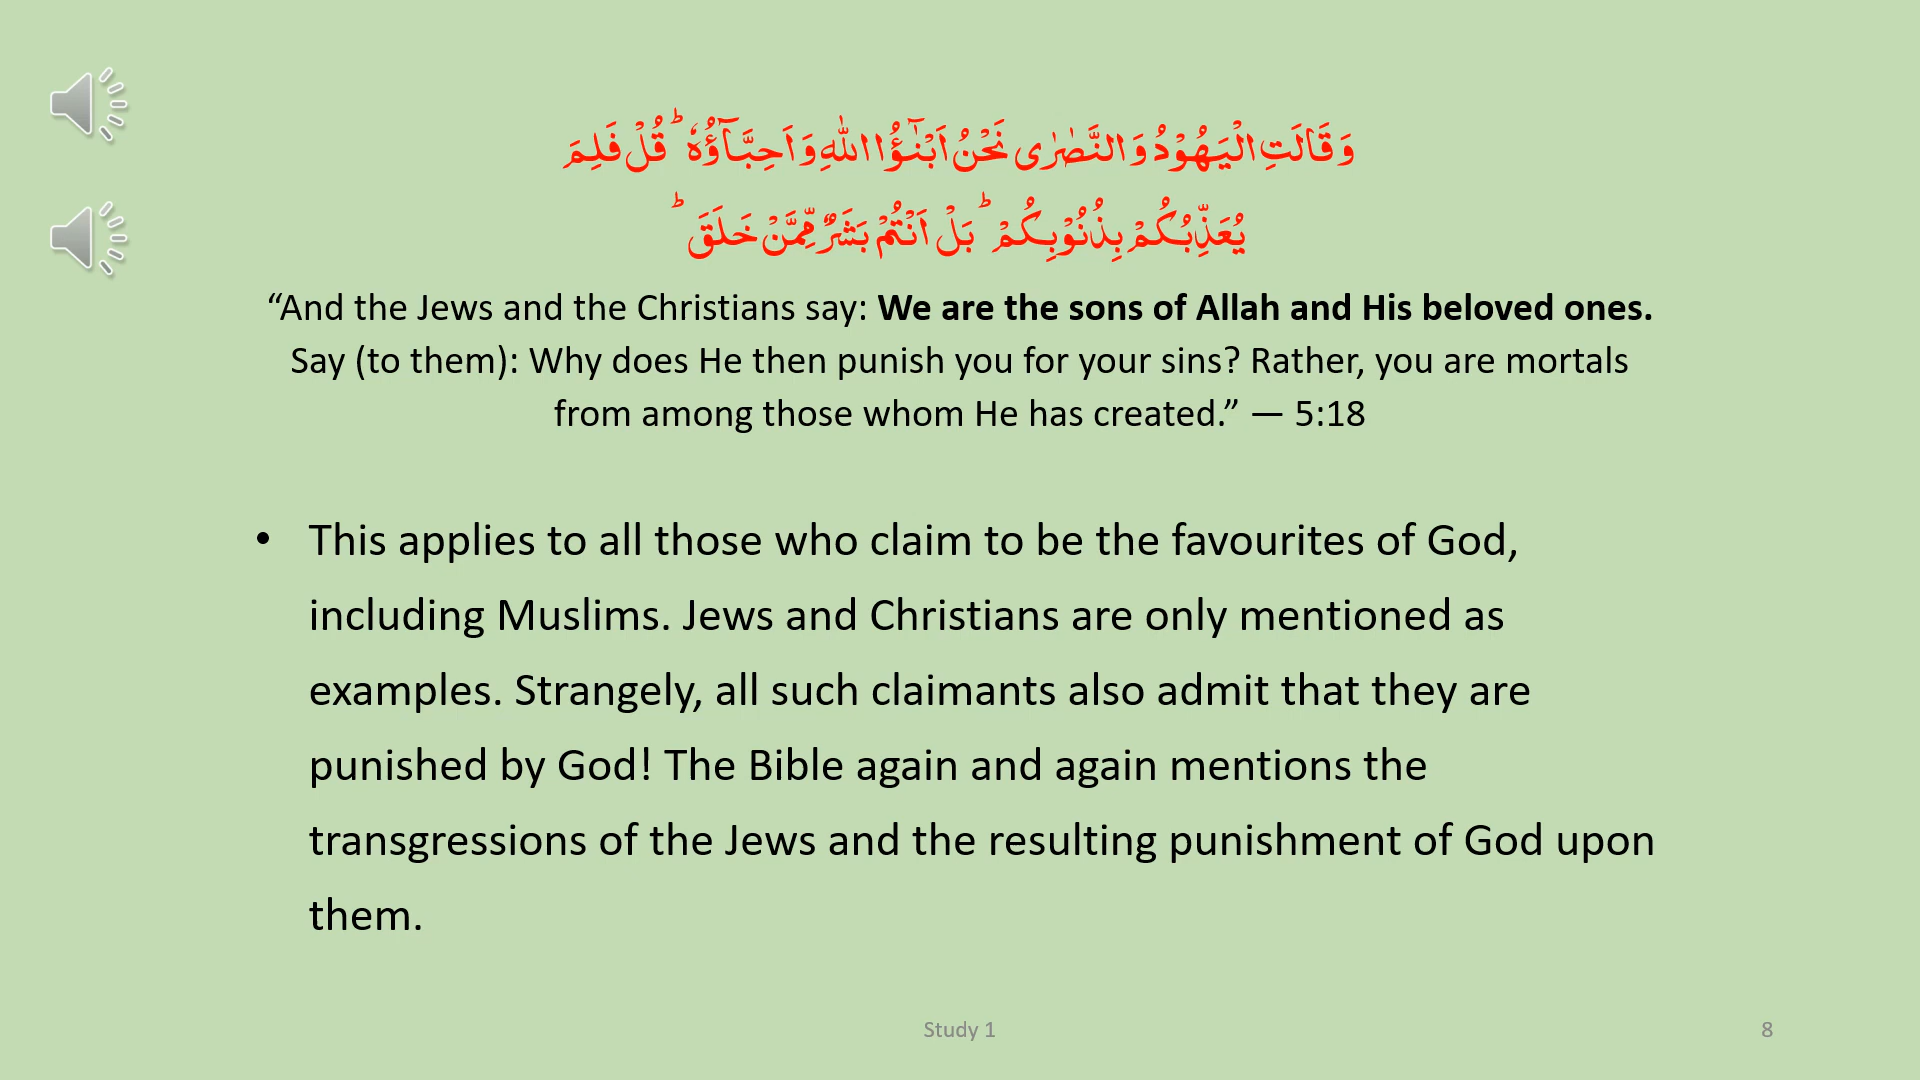 وَ قَالَتِ الْيَهُوْدُ وَ النَّصٰرٰى نَحْنُ اَبْنٰٓؤُا اللّٰهِ وَ اَحِبَّآؤُهٗ ؕ قُلْ فَلِمَ
يُعَذِّبُكُمْ بِذُنُوْبِكُمْ ؕ بَلْ اَنْتُمْ بَشَرٌ مِّمَّنْ خَلَقَ ؕ
“And the Jews and the Christians say: We are the sons of Allah and His beloved ones.
Say (to them): Why does He then punish you for your sins? Rather, you are mortals
from among those whom He has created.” — 5:18
• This applies to all those who claim to be the favourites of God,
including Muslims. Jews and Christians are only mentioned as
examples. Strangely, all such claimants also admit that they are
punished by God! The Bible again and again mentions the
transgressions of the Jews and the resulting punishment of God upon
them.
Study 1
8